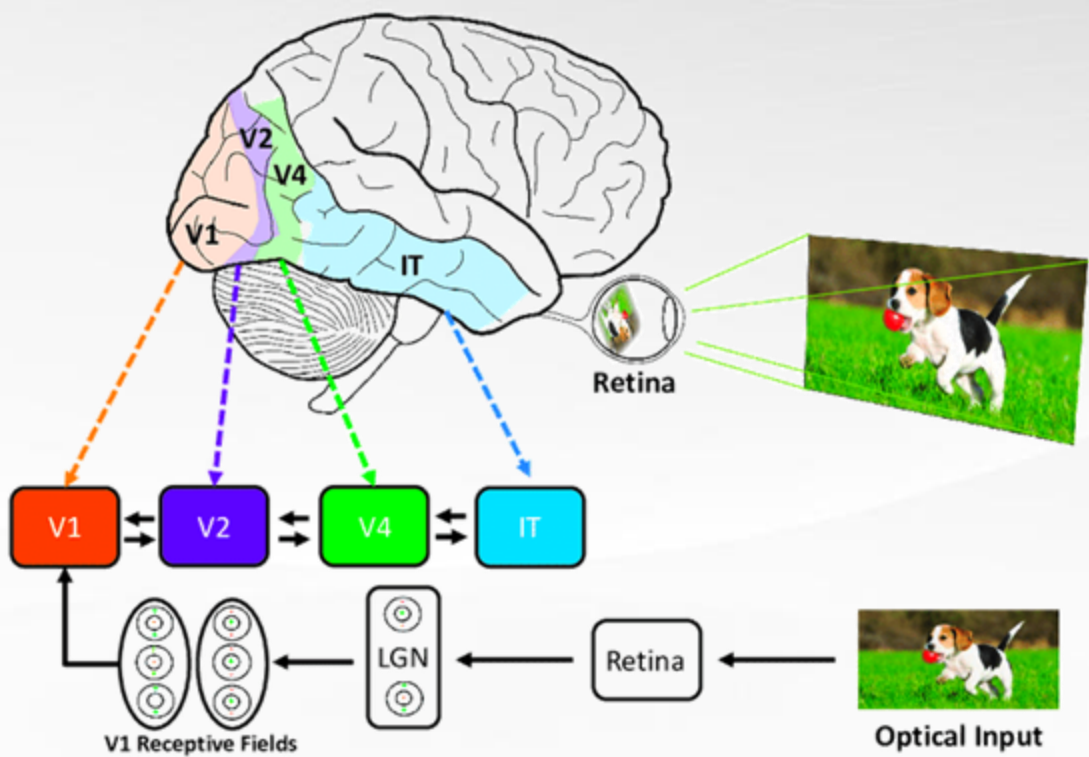 V2
V4
V1
IT
Retina
V1
V2
V4
IT
LGN
Retina
V1 Receptive Fields
Optical Input